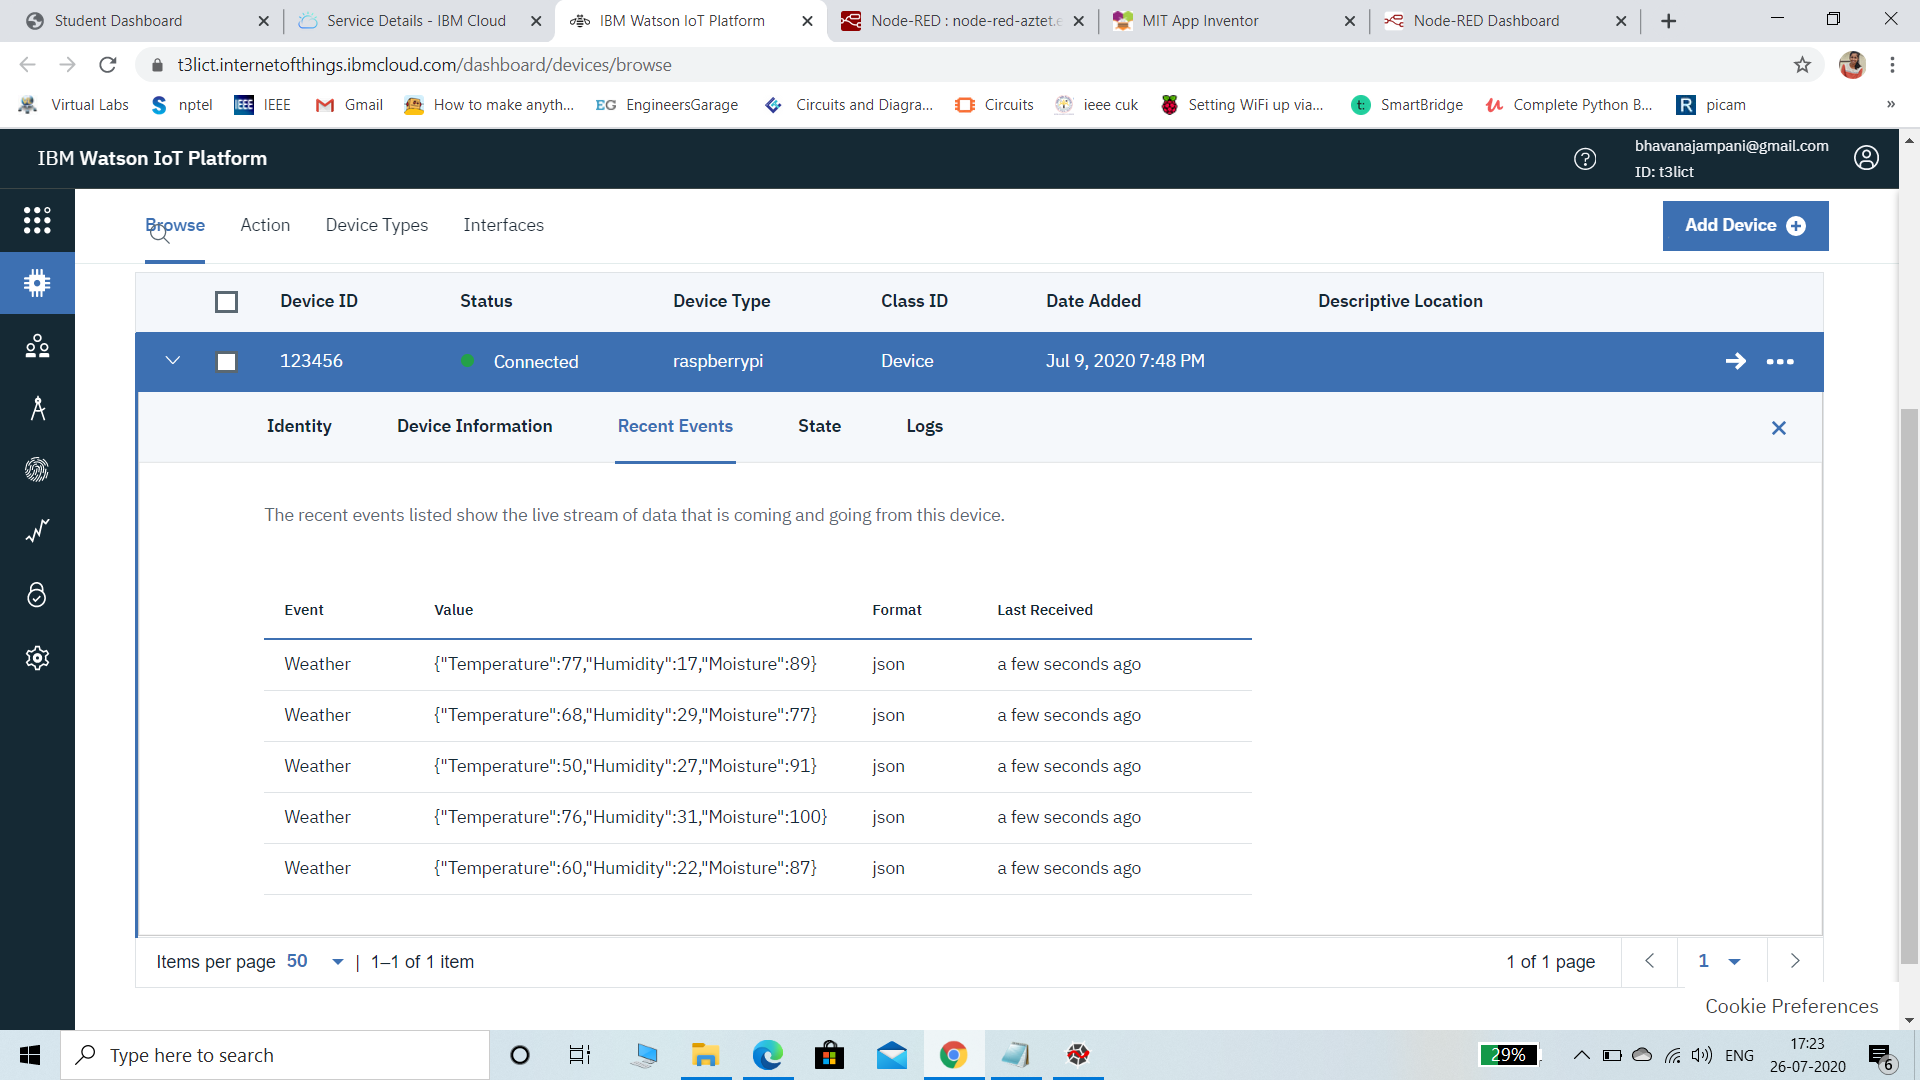 Student Dashboard
Service Details - IBM Cloud
IBM Watson IoT Platform
Node-RED : node-red-aztet.e
MIT App Inventor
Node-RED Dashboard
t3lict.internetofthings.ibmcloud.com/dashboard/devices/browse
Virtual Labs
nptel
IEEE IEEE
Gmail
How to make anyth...
EG EngineersGarage
Circuits and Diagra...
Circuits
ieee cuk
Setting WiFi up via...
t: SmartBridge
Complete Python B...
R picam
»
IBM Watson IoT Platform
bhavanajampani@gmail.com
ID: t3lict
Browse Action Device Types Interfaces
Add Device
Device ID Status Device Type Class ID Date Added Descriptive Location
123456 Connected raspberrypi Device Jul 9, 2020 7:48 PM
Identity Device Information Recent Events State Logs
The recent events listed show the live stream of data that is coming and going from this device.
Event Value Format Last Received
Weather {"Temperature":77,"Humidity":17,"Moisture":89} json a few seconds ago
Weather {"Temperature":68,"Humidity":29,"Moisture":77} json a few seconds ago
Weather {"Temperature":50,"Humidity":27,"Moisture":91} json a few seconds ago
Weather {"Temperature":76,"Humidity":31,"Moisture":100} json a few seconds ago
Weather {"Temperature":60,"Humidity":22,"Moisture":87} json a few seconds ago
Items per page 50 | 1–1 of 1 item
1 of 1 page
1
Cookie Preferences
Type here to search
29%
ENG
17:23
26-07-2020
6